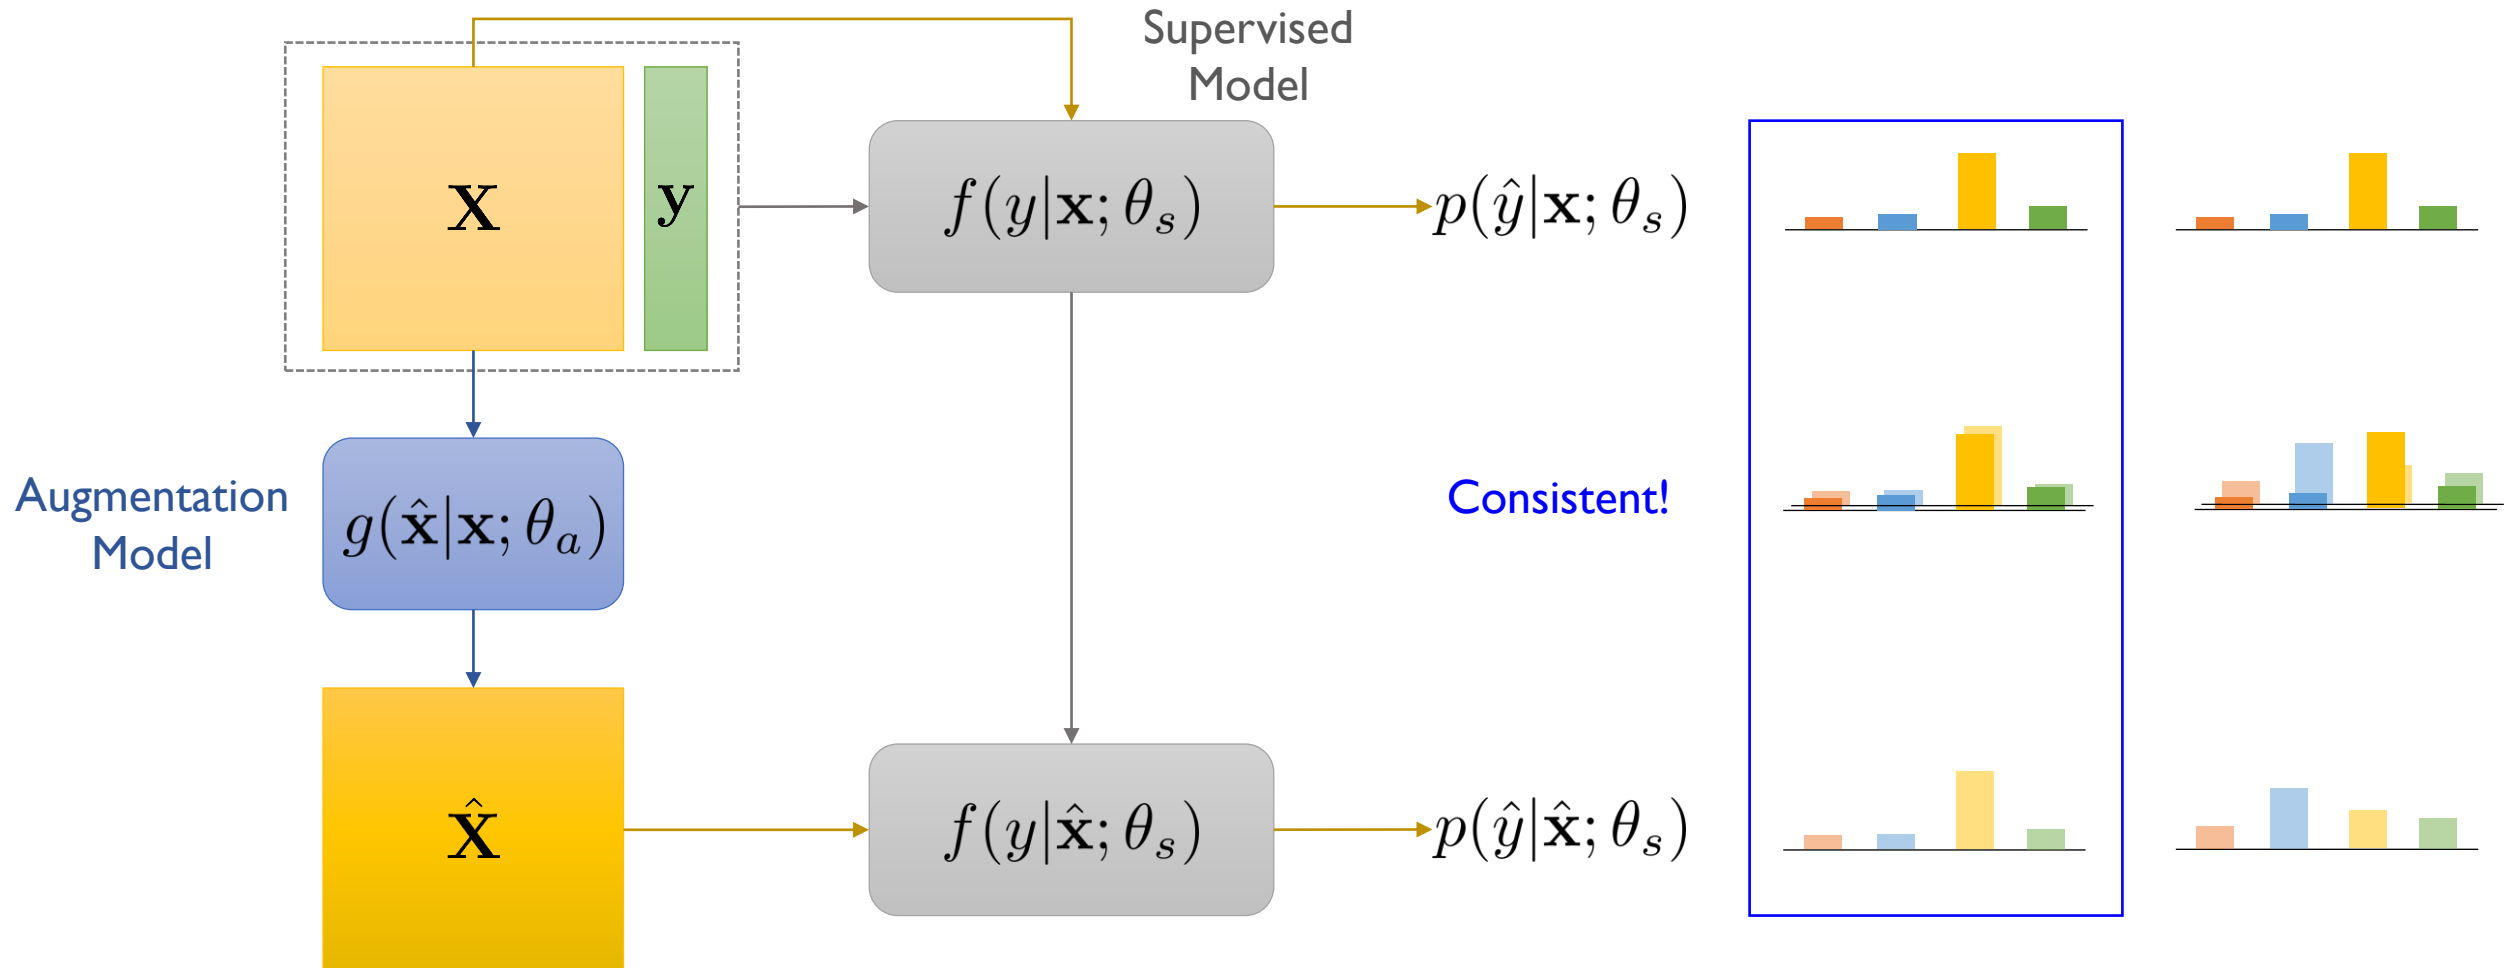 Supervised
Model
𝐱
𝐲
f(y|𝐱; θ_s)
p(ŷ|𝐱; θ_s)
Augmentation
Model
g(𝐱̂|𝐱; θ_a)
Consistent!
𝐱̂
f(y|𝐱̂; θ_s)
p(ŷ|𝐱̂; θ_s)